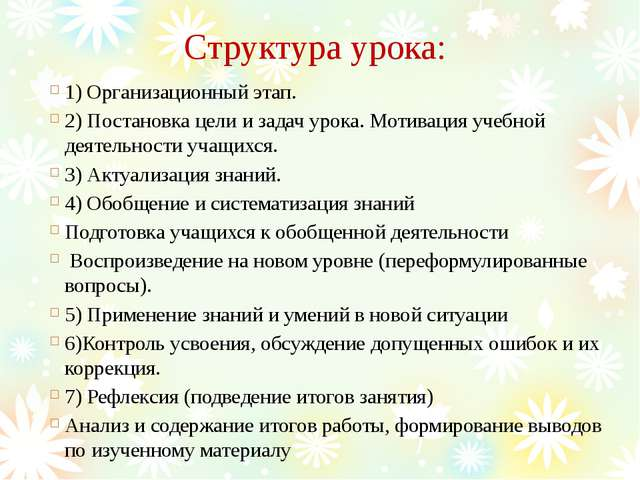 Структура урока:
1) Организационный этап.
2) Постановка цели и задач урока. Мотивация учебной
деятельности учащихся.
3) Актуализация знаний.
4) Обобщение и систематизация знаний
Подготовка учащихся к обобщенной деятельности
Воспроизведение на новом уровне (переформулированные
вопросы).
5) Применение знаний и умений в новой ситуации
6)Контроль усвоения, обсуждение допущенных ошибок и их
коррекция.
7) Рефлексия (подведение итогов занятия)
Анализ и содержание итогов работы, формирование выводов
по изученному материалу